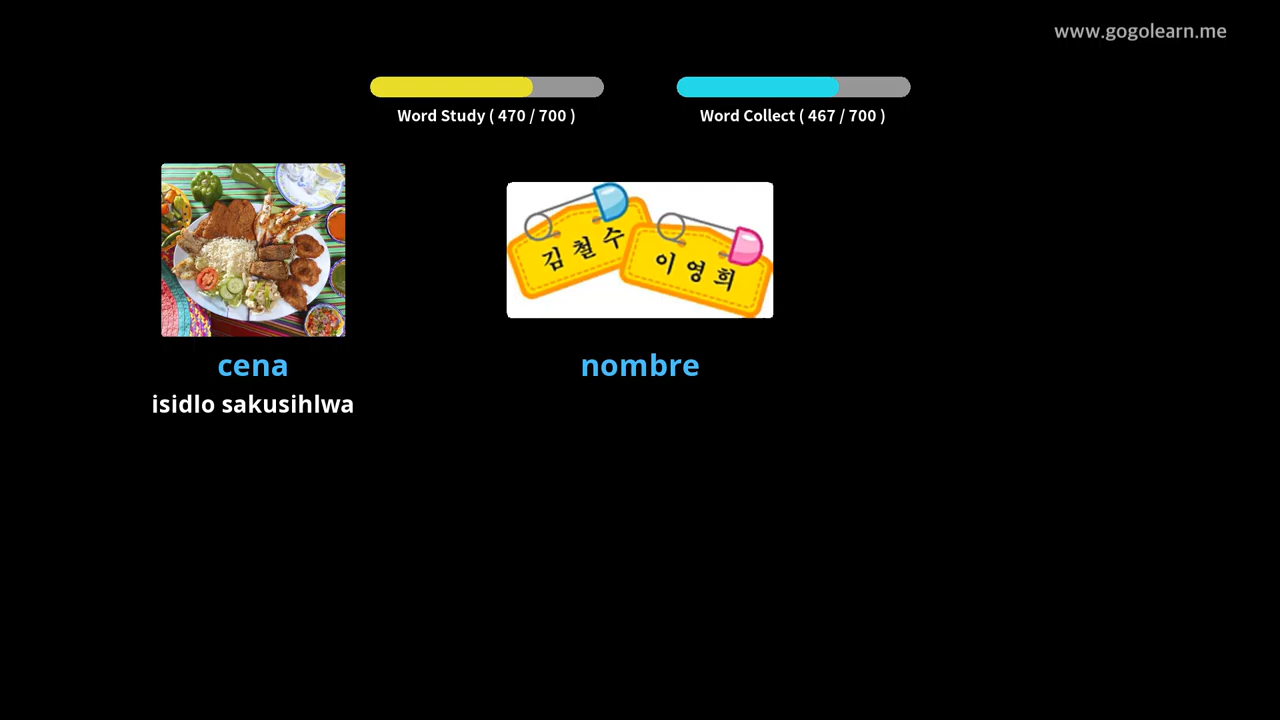 www.gogolearn.me
Word Study ( 470 / 700 )
Word Collect ( 467 / 700 )
김철수
이영희
cena
nombre
isidlo sakusihlwa